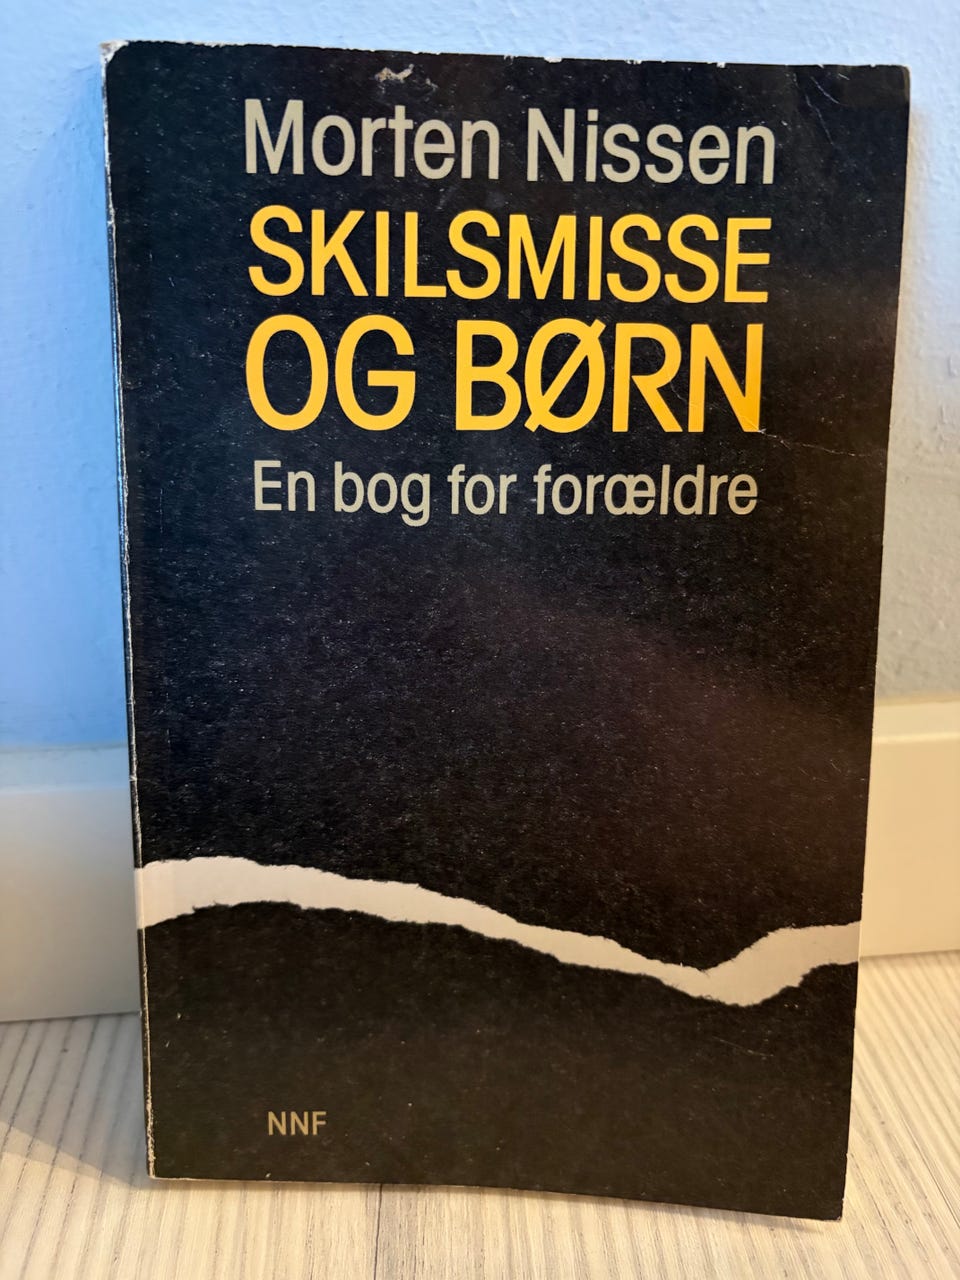 Morten Nissen
SKILSMISSE
OG BØRN
En bog for forældre
NNF